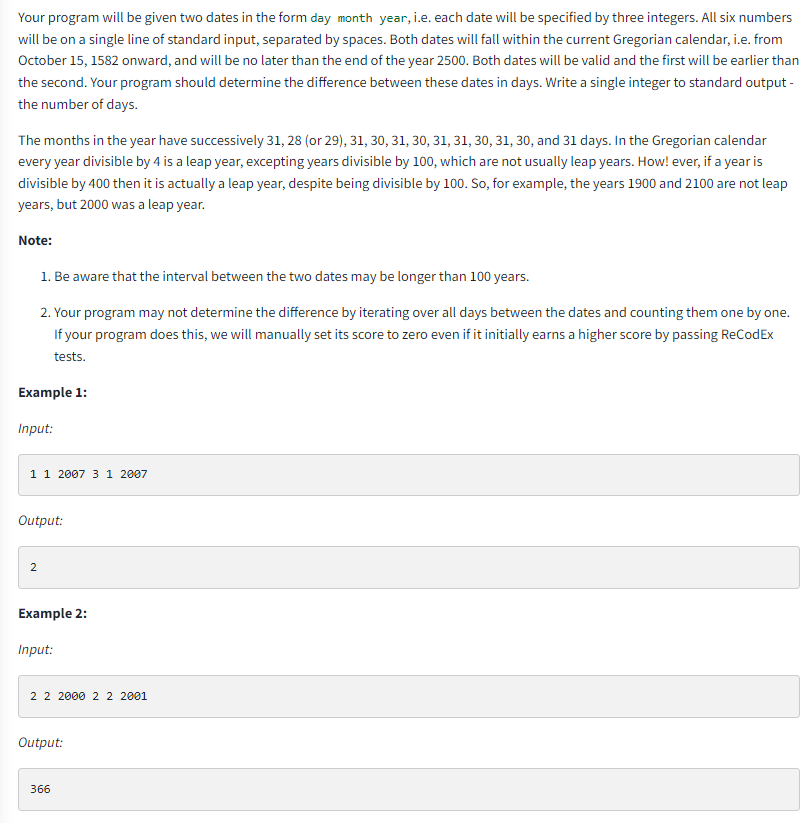 Your program will be given two dates in the form day month year, i.e. each date will be specified by three integers. All six numbers
will be on a single line of standard input, separated by spaces. Both dates will fall within the current Gregorian calendar, i.e. from
October 15, 1582 onward, and will be no later than the end of the year 2500. Both dates will be valid and the first will be earlier than
the second. Your program should determine the difference between these dates in days. Write a single integer to standard output -
the number of days.
The months in the year have successively 31, 28 (or 29), 31, 30, 31, 30, 31, 31, 30, 31, 30, and 31 days. In the Gregorian calendar
every year divisible by 4 is a leap year, excepting years divisible by 100, which are not usually leap years. How! ever, if a year is
divisible by 400 then it is actually a leap year, despite being divisible by 100. So, for example, the years 1900 and 2100 are not leap
years, but 2000 was a leap year.
Note:
1. Be aware that the interval between the two dates may be longer than 100 years.
2. Your program may not determine the difference by iterating over all days between the dates and counting them one by one.
If your program does this, we will manually set its score to zero even if it initially earns a higher score by passing ReCodEx
tests.
Example 1:
Input:
1 1 2007 3 1 2007
Output:
2
Example 2:
Input:
2 2 2000 2 2 2001
Output:
366